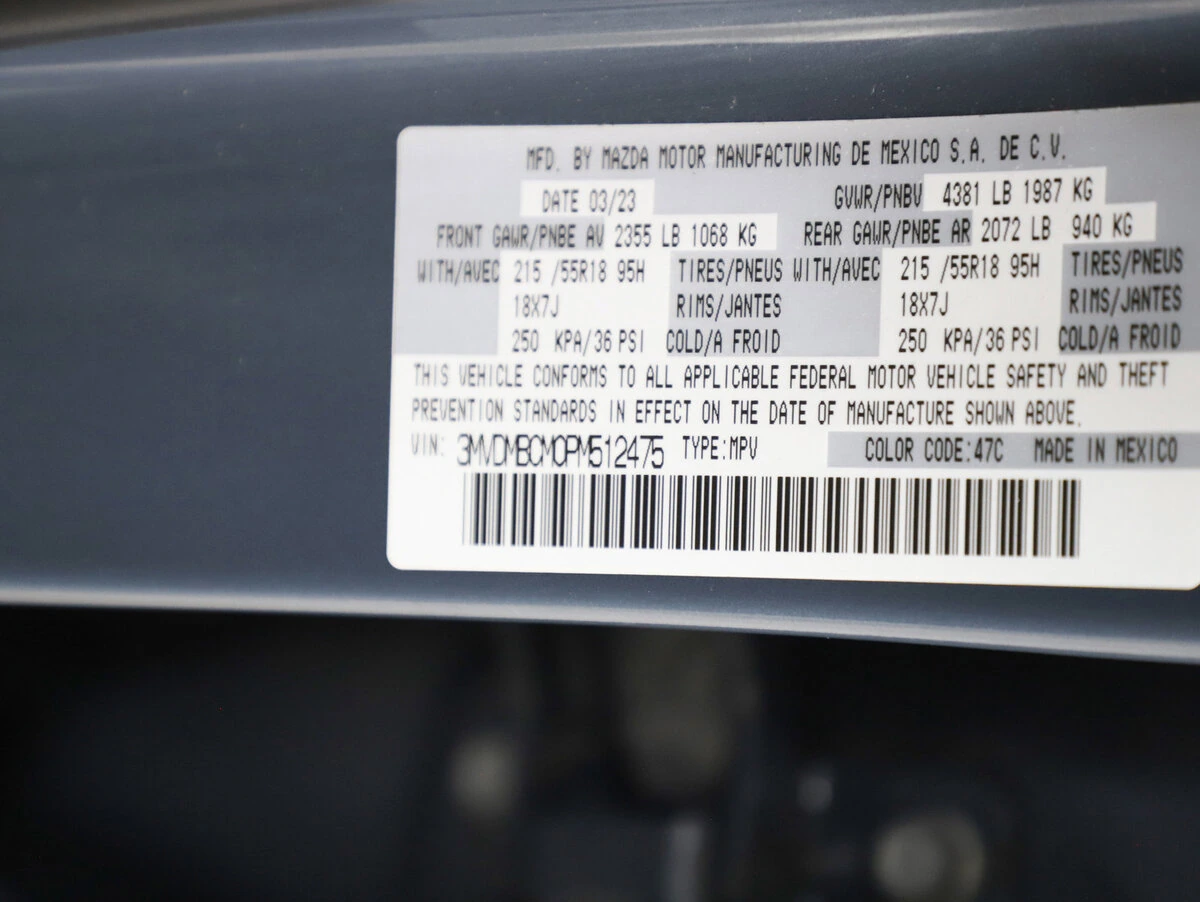 MFD. BY MAZDA MOTOR MANUFACTURING DE MEXICO S.A. DE C.V.
DATE 03/23 GVWR/PNBV 4381 LB 1987 KG
FRONT GAWR/PNBE AV 2355 LB 1068 KG REAR GAWR/PNBE AR 2072 LB 940 KG
WITH/AVEC 215 /55R18 95H TIRES/PNEUS WITH/AVEC 215 /55R18 95H TIRES/PNEUS
18X7J RIMS/JANTES 18X7J RIMS/JANTES
250 KPA/36 PSI COLD/A FROID 250 KPA/36 PSI COLD/A FROID
THIS VEHICLE CONFORMS TO ALL APPLICABLE FEDERAL MOTOR VEHICLE SAFETY AND THEFT
PREVENTION STANDARDS IN EFFECT ON THE DATE OF MANUFACTURE SHOWN ABOVE.
VIN: 3MVDMBCM0PM512475 TYPE:MPV COLOR CODE:47C MADE IN MEXICO